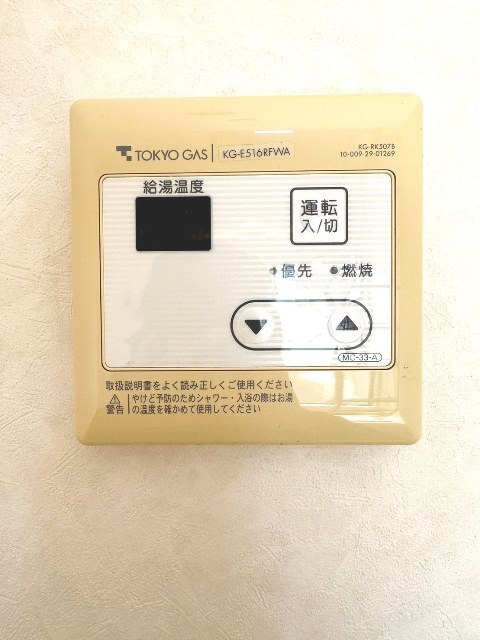 TOKYO GAS KG-E516RFWA
KG-RK507B
10-009-29-01269
給湯温度
運転
入/切
優先 燃焼
▼ ▲
MC-33-A
取扱説明書をよく読み正しくご使用ください
⚠ やけど予防のためシャワー・入浴の際はお湯
警告 の温度を確かめて使用してください